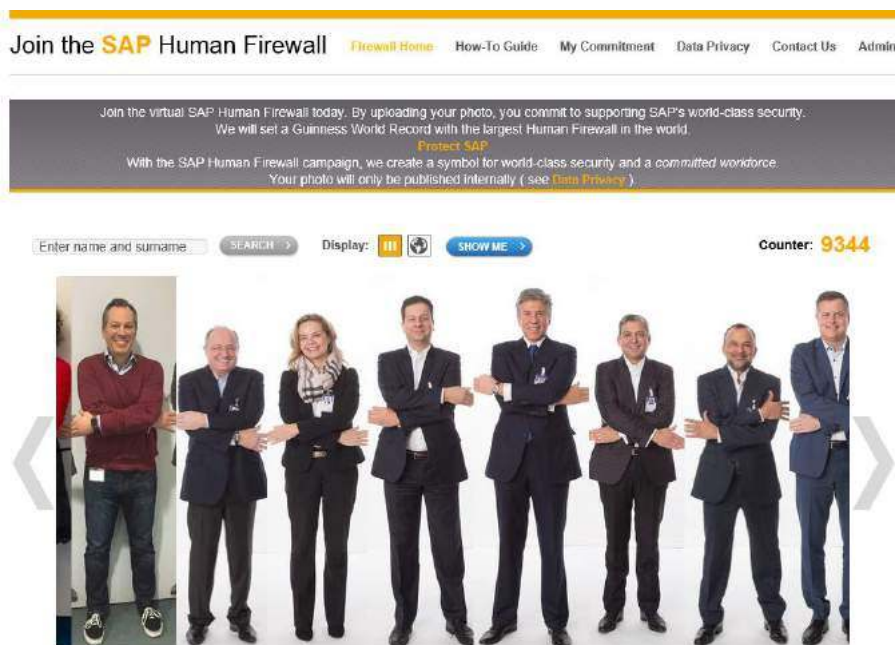 Join the SAP Human Firewall
Firewall Home How-To Guide My Commitment Data Privacy Contact Us Admin
Join the virtual SAP Human Firewall today. By uploading your photo, you commit to supporting SAP's world-class security.
We will set a Guinness World Record with the largest Human Firewall in the world.
Protect SAP
With the SAP Human Firewall campaign, we create a symbol for world-class security and a committed workforce.
Your photo will only be published internally ( see Data Privacy ).
Enter name and surname SEARCH > Display: SHOW ME > Counter: 9344